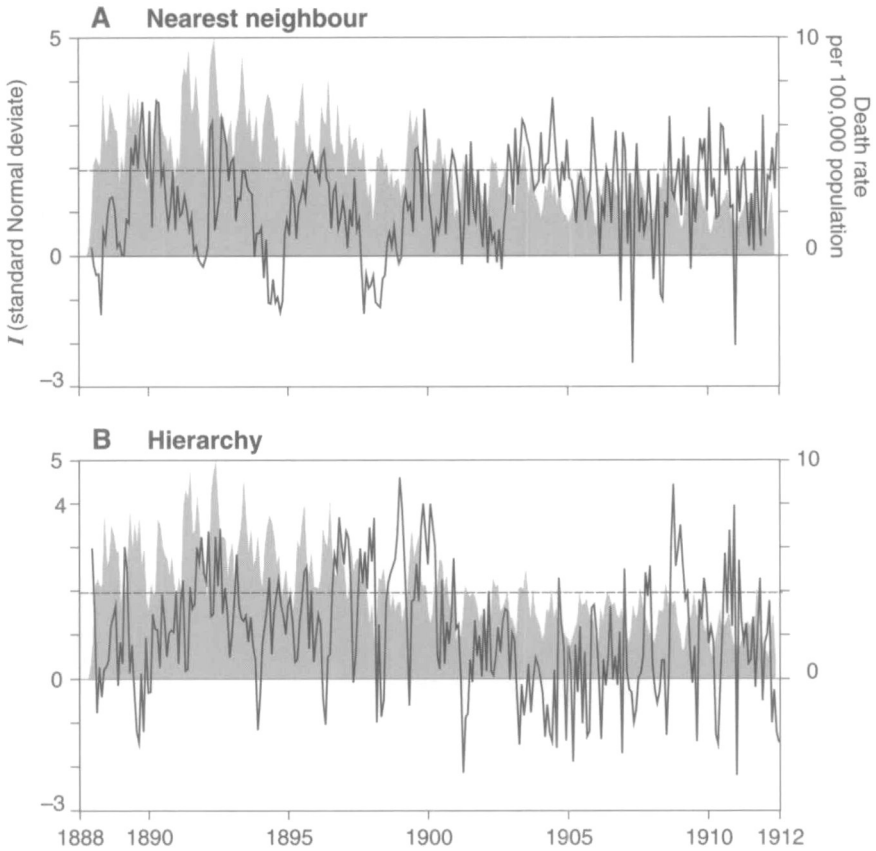 A Nearest neighbour
5
0
–3
I (standard Normal deviate)
10
0
Death rate
per 100,000 population
B Hierarchy
5
4
0
–3
10
0
1888 1890 1895 1900 1905 1910 1912